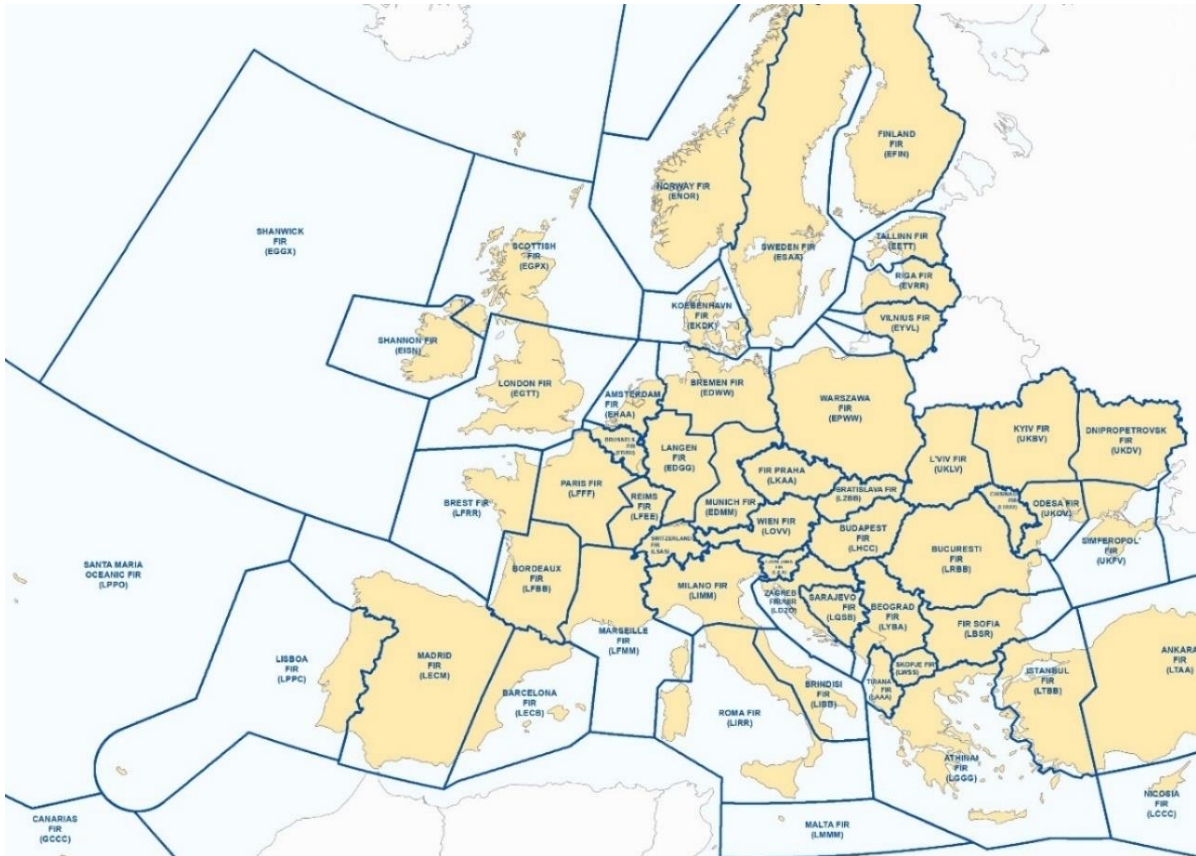 FINLAND
FIR
(EFIN)
NORWAY FIR
(ENOR)
SWEDEN FIR
(ESAA)
TALLINN FIR
(EETT)
RIGA FIR
(EVRR)
VILNIUS FIR
(EYVL)
SHANWICK
FIR
(EGGX)
SCOTTISH
FIR
(EGPX)
KOEBENHAVN
FIR
(EKDK)
SHANNON FIR
(EISN)
LONDON FIR
(EGTT)
AMSTERDAM
FIR
(EHAA)
BREMEN FIR
(EDWW)
WARSZAWA
FIR
(EPWW)
KYIV FIR
(UKBV)
DNIPROPETROVSK
FIR
(UKDV)
L'VIV FIR
(UKLV)
LANGEN
FIR
(EDGG)
FIR PRAHA
(LKAA)
PARIS FIR
(LFFF)
REIMS
FIR
(LFEE)
MUNICH FIR
(EDMM)
BRATISLAVA FIR
(LZBB)
BREST FIR
(LFRR)
WIEN FIR
(LOVV)
BUDAPEST
FIR
(LHCC)
ODESA FIR
(UKOV)
SIMFEROPOL'
FIR
(UKFV)
SWITZERLAND
FIR
(LSAS)
BUCURESTI
FIR
(LRBB)
SANTA MARIA
OCEANIC FIR
(LPPO)
BORDEAUX
FIR
(LFBB)
MILANO FIR
(LIMM)
ZAGREB
(LDZO)
SARAJEVO
FIR
(LQSB)
BEOGRAD
FIR
(LYBA)
FIR SOFIA
(LBSR)
MARSEILLE
FIR
(LFMM)
LISBOA
FIR
(LPPC)
MADRID
FIR
(LECM)
BARCELONA
FIR
(LECB)
SKOPJE FIR
(LWSS)
TIRANA
FIR
(LAAA)
ISTANBUL
FIR
(LTBB)
ANKARA
FIR
(LTAA)
BRINDISI
FIR
(LIBB)
ROMA FIR
(LIRR)
ATHINAI
FIR
(LGGG)
NICOSIA
FIR
(LCCC)
CANARIAS
FIR
(GCCC)
MALTA FIR
(LMMM)